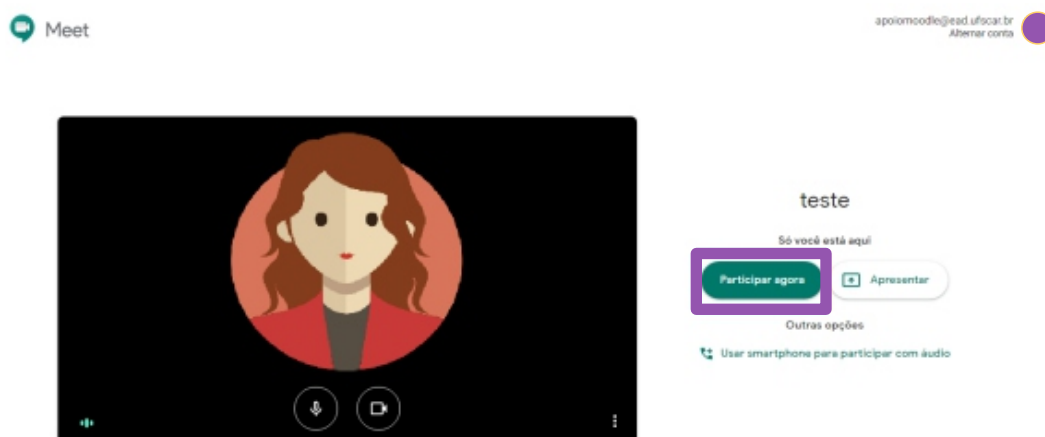 Meet
apoiomoodle@ead.ufscar.br
Alternar conta
teste
Só você está aqui
Participar agora
Apresentar
Outras opções
Usar smartphone para participar com áudio